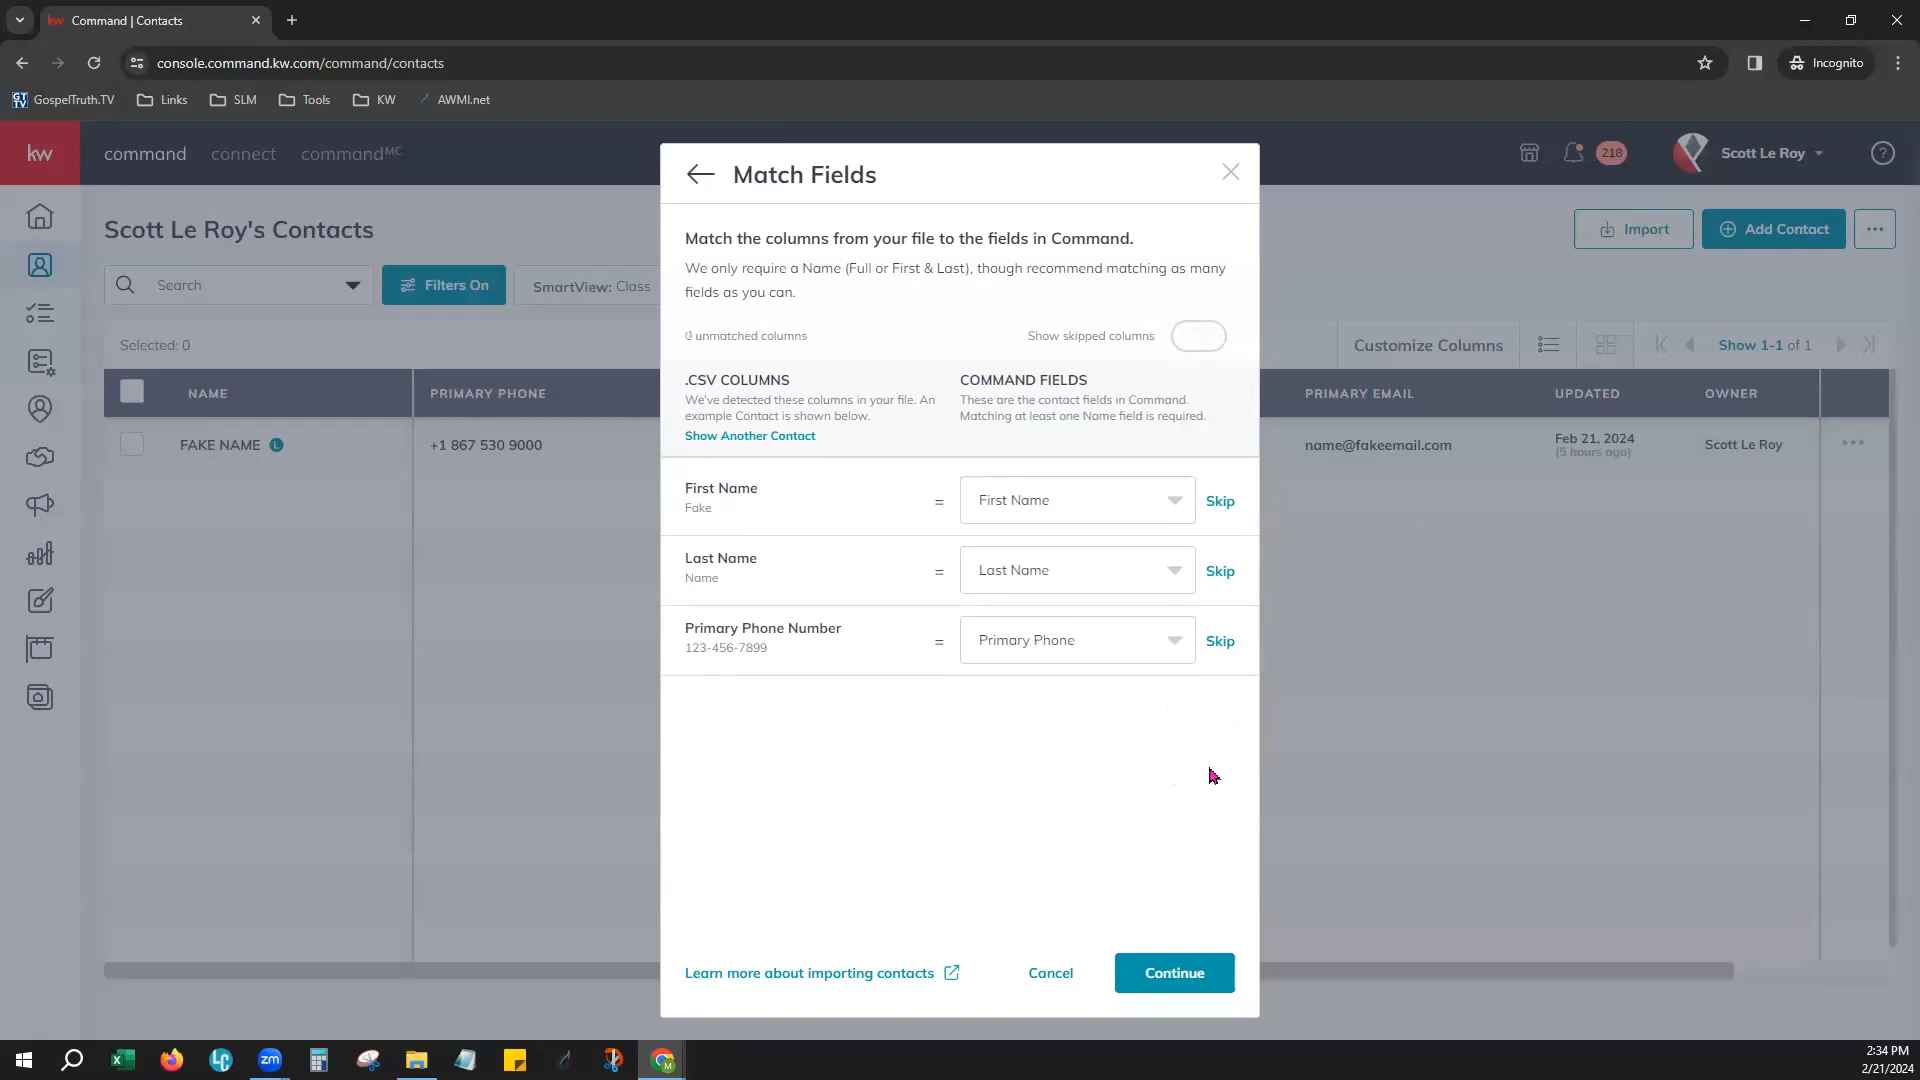 kw Command | Contacts
console.command.kw.com/command/contacts
Incognito
GT TV GospelTruth.TV Links SLM Tools KW AWMI.net
kw command connect commandMC
218 Scott Le Roy
Scott Le Roy's Contacts
Import Add Contact
Search Filters On SmartView: Class
Selected: 0
Customize Columns Show 1-1 of 1
NAME PRIMARY PHONE PRIMARY EMAIL UPDATED OWNER
FAKE NAME L +1 867 530 9000 name@fakeemail.com Feb 21, 2024 Scott Le Roy
(5 hours ago)
Match Fields
Match the columns from your file to the fields in Command.
We only require a Name (Full or First & Last), though recommend matching as many
fields as you can.
unmatched columns Show skipped columns
.CSV COLUMNS
We've detected these columns in your file. An
example Contact is shown below.
Show Another Contact
COMMAND FIELDS
These are the contact fields in Command.
Matching at least one Name field is required.
First Name
Fake
= First Name Skip
Last Name
Name
= Last Name Skip
Primary Phone Number
123-456-7899
= Primary Phone Skip
Learn more about importing contacts Cancel Continue
LC zm M
2:34 PM
2/21/2024